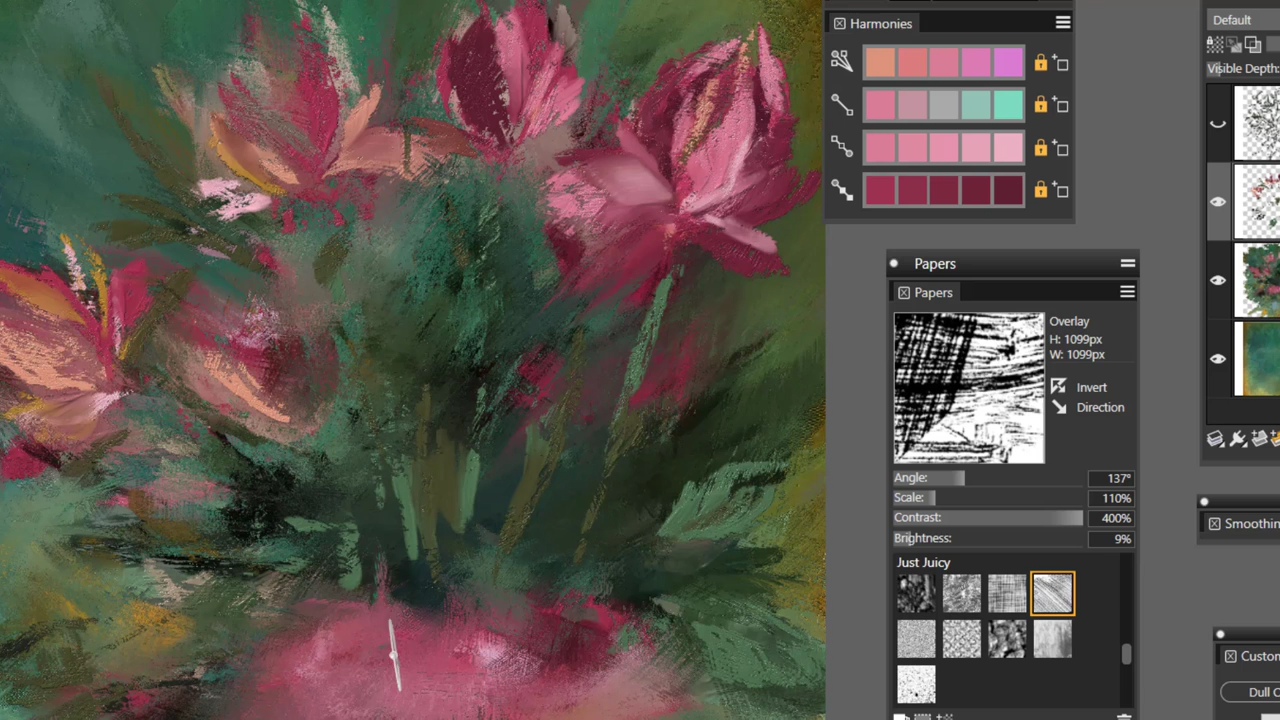 Harmonies
Default
Visible Depth:
Papers
Papers
Overlay
H: 1099px
W: 1099px
Invert
Direction
Angle: 137°
Scale: 110%
Contrast: 400%
Brightness: 9%
Just Juicy
Smoothin
Custom
Dull C